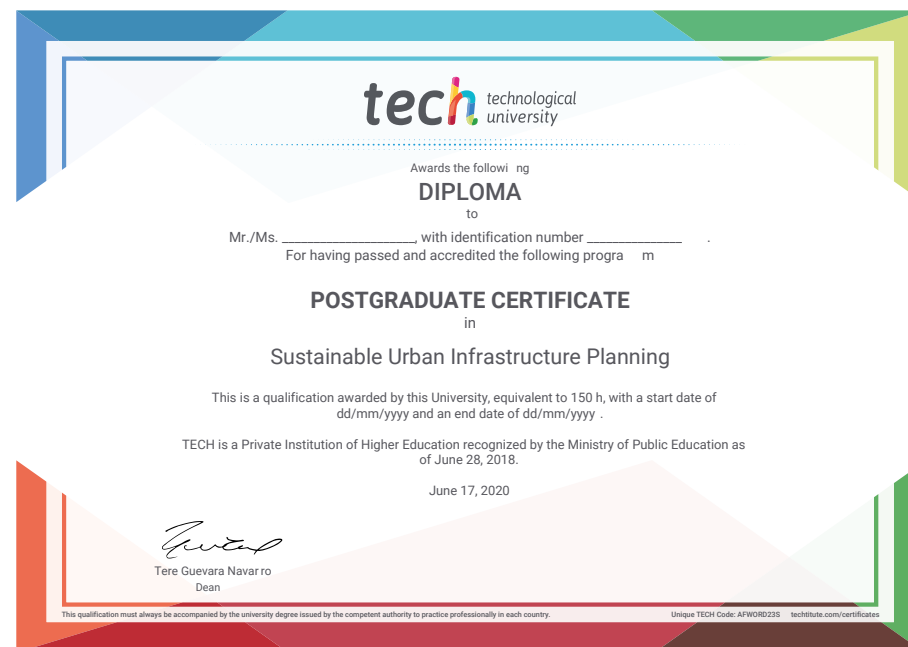 tech technological
university
Awards the followi ng
DIPLOMA
to
Mr./Ms. ____________________, with identification number ______________ .
For having passed and accredited the following progra m
POSTGRADUATE CERTIFICATE
in
Sustainable Urban Infrastructure Planning
This is a qualification awarded by this University, equivalent to 150 h, with a start date of
dd/mm/yyyy and an end date of dd/mm/yyyy .
TECH is a Private Institution of Higher Education recognized by the Ministry of Public Education as
of June 28, 2018.
June 17, 2020
Tere Guevara Navar ro
Dean
This qualification must always be accompanied by the university degree issued by the competent authority to practice professionally in each country. Unique TECH Code: AFWORD23S techtitute.com/certificates